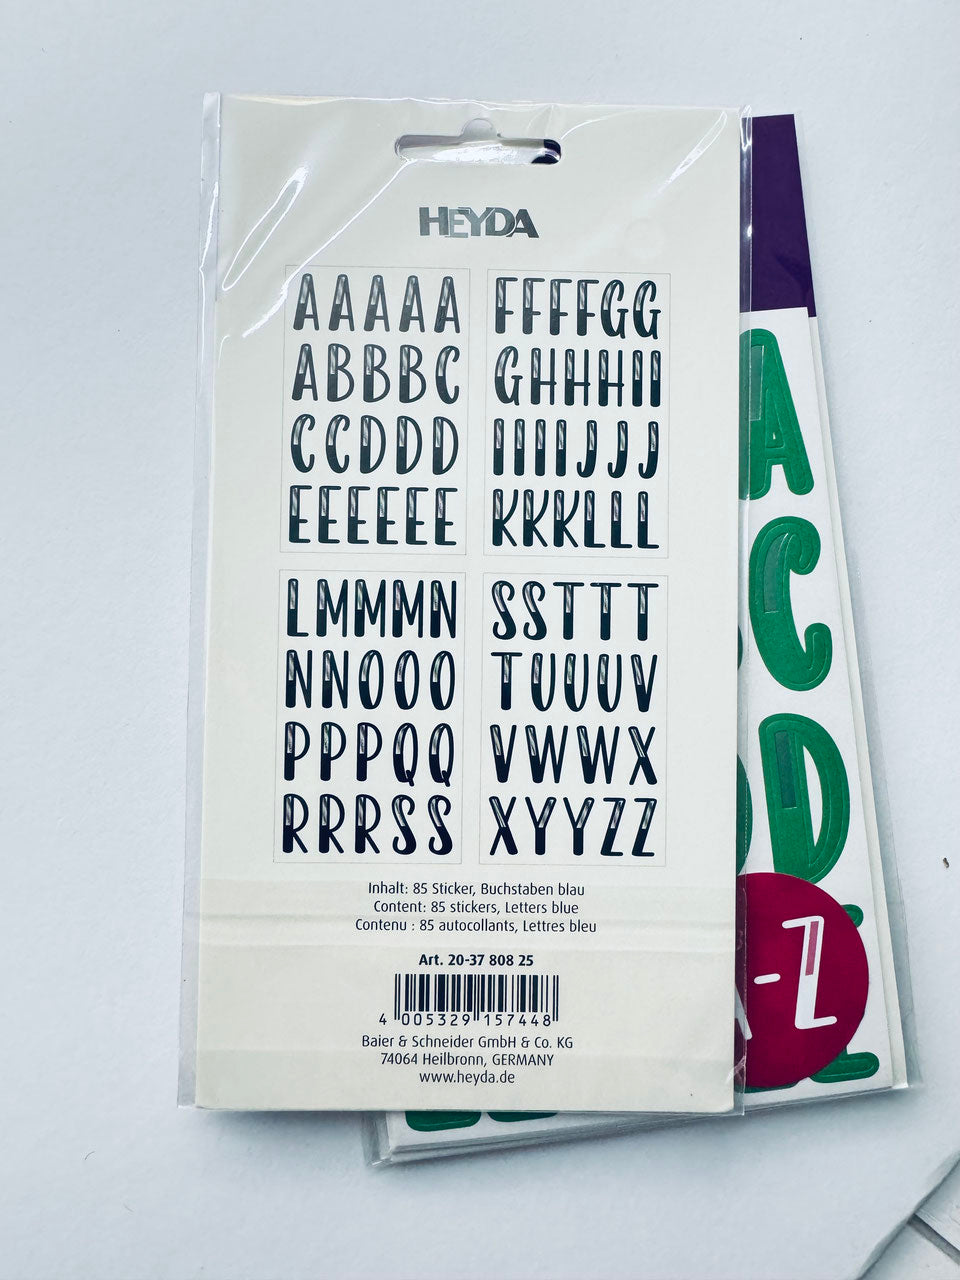 HEYDA
AAAAA
ABBBC
CCDDD
EEEEEE
FFFFGG
GHHHII
IIIIJJJ
KKKLLL
LMMMN
NNOOO
PPPQQ
RRRSS
SSTTT
TUUUV
VWWX
XYYZZ
Inhalt: 85 Sticker, Buchstaben blau
Content: 85 stickers, Letters blue
Contenu : 85 autocollants, Lettres bleu
Art. 20-37 808 25
4 005329 157448
Baier & Schneider GmbH & Co. KG
74064 Heilbronn, GERMANY
www.heyda.de
A
C
D
-Z